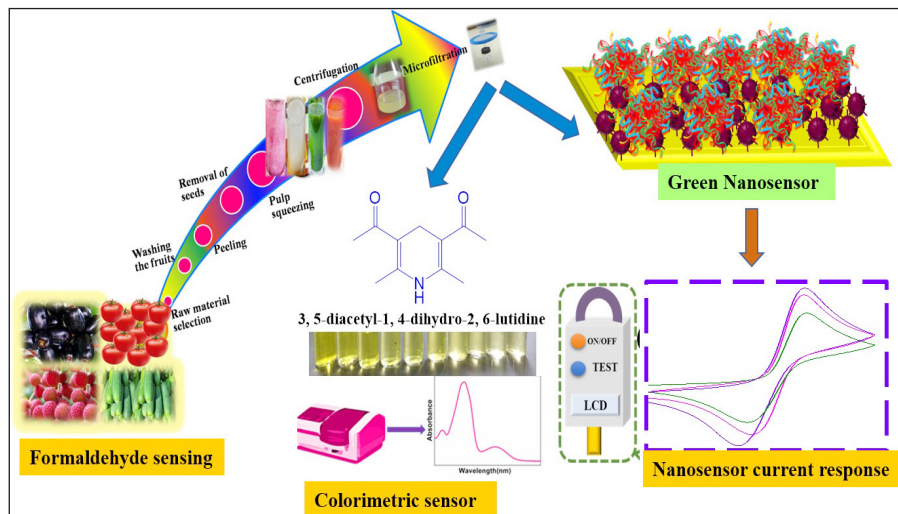 Raw material
selection
Washing
the fruits
Peeling
Removal of
seeds
Pulp
squeezing
Centrifugation
Microfiltration
Formaldehyde sensing
O
O
N
H
3, 5-diacetyl-1, 4-dihydro-2, 6-lutidine
Absorbance
Wavelength(nm)
Colorimetric sensor
Green Nanosensor
ON/OFF
TEST
LCD
Nanosensor current response